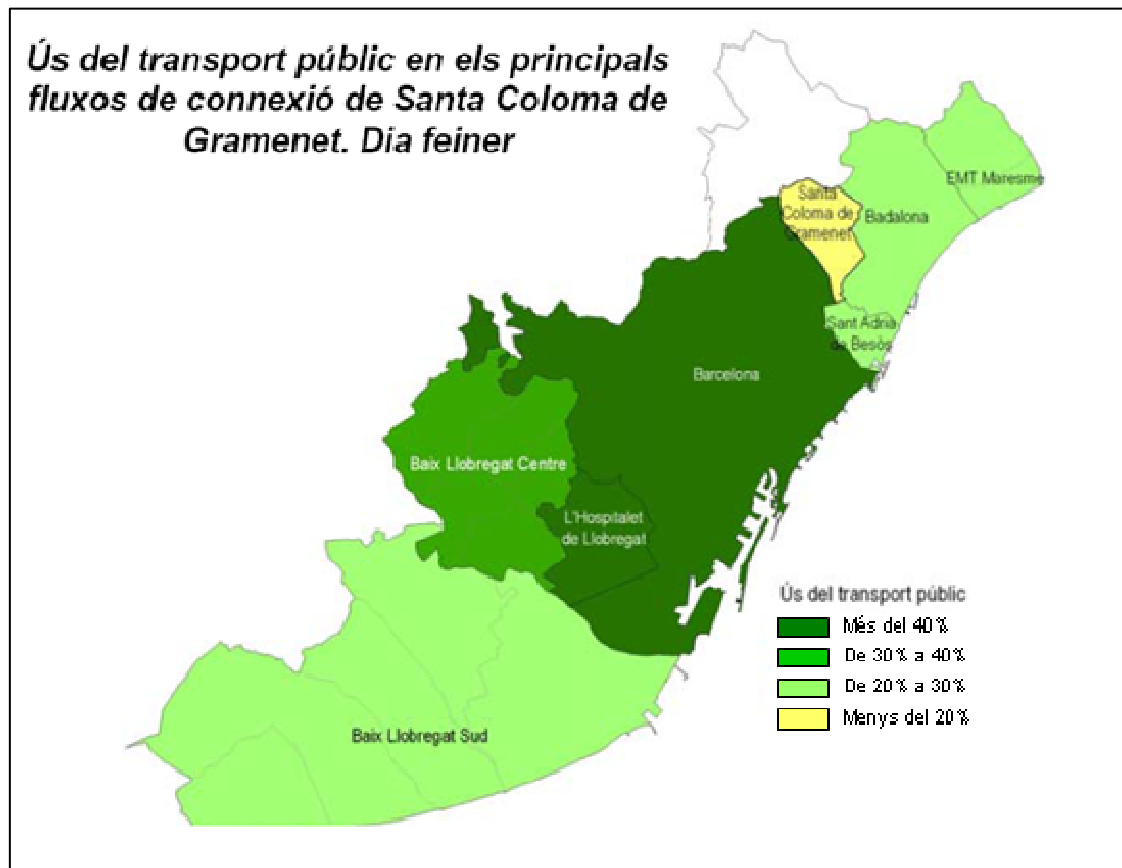 Ús del transport públic en els principals
fluxos de connexió de Santa Coloma de
Gramenet. Dia feiner
EMT Maresme
Santa
Coloma de
Gramenet
Badalona
Sant Adrià
de Besòs
Barcelona
Baix Llobregat Centre
L'Hospitalet
de Llobregat
Baix Llobregat Sud
Ús del transport públic
Més del 40%
De 30% a 40%
De 20% a 30%
Menys del 20%